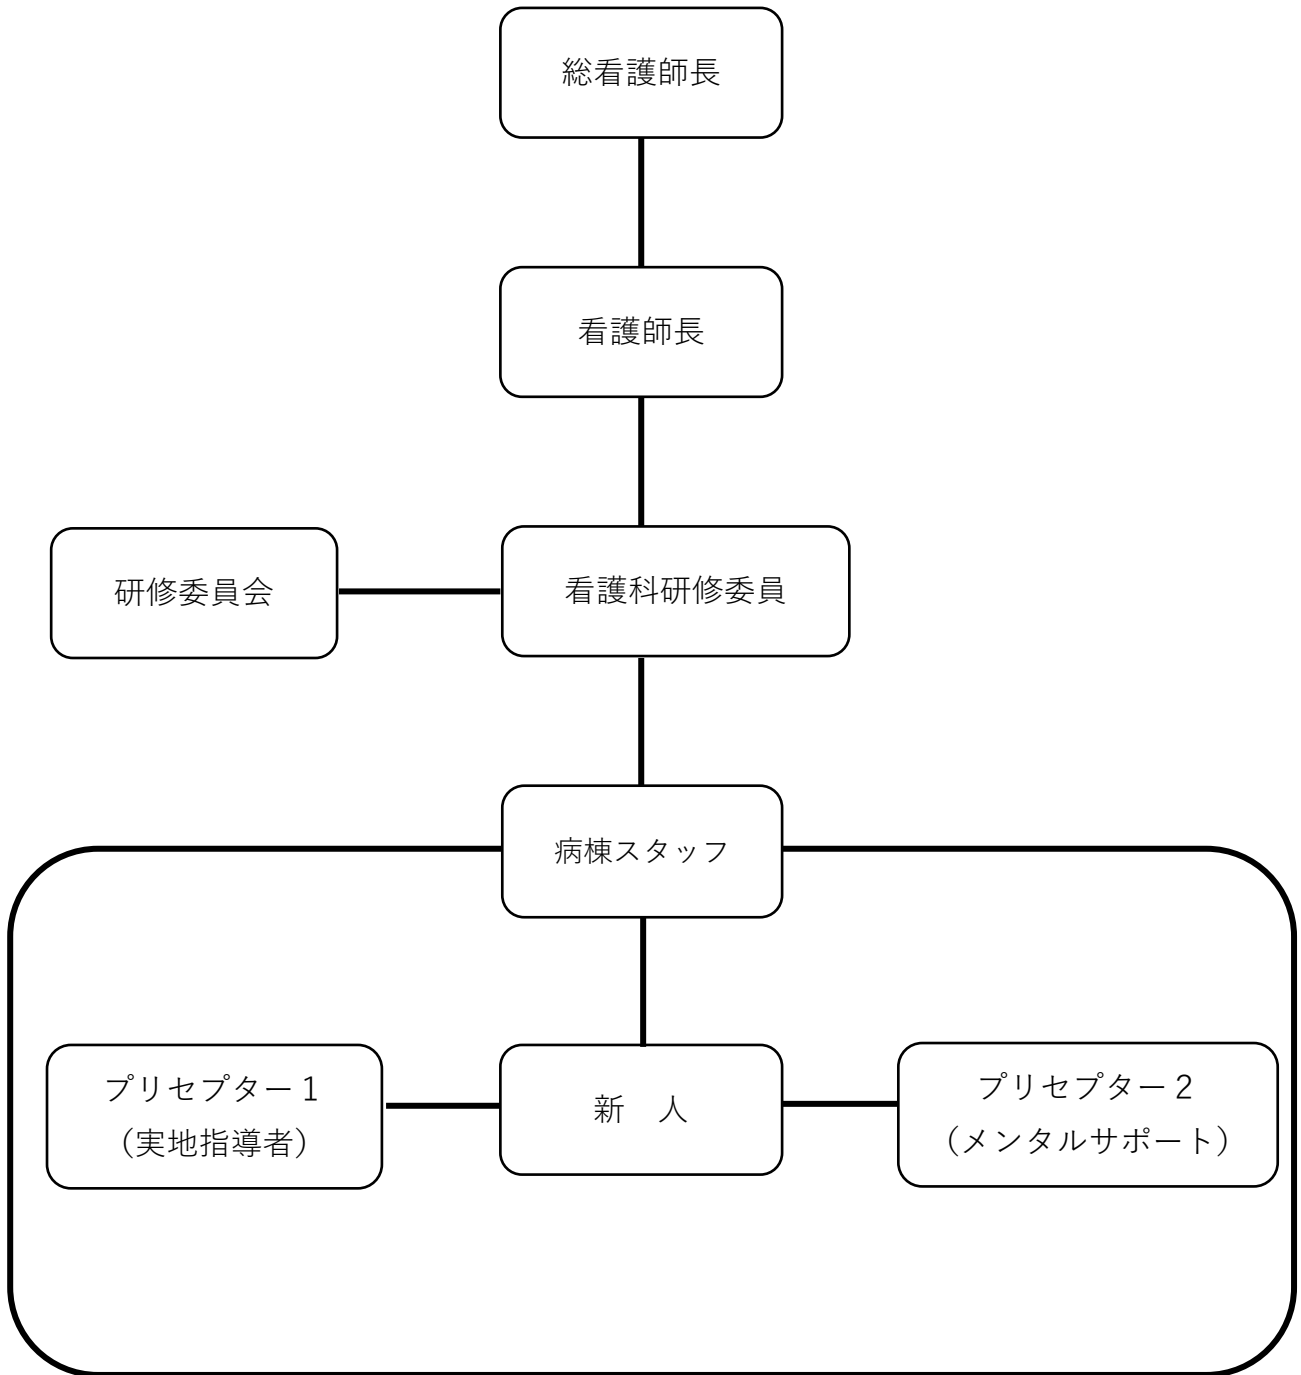 総看護師長
看護師長
研修委員会
看護科研修委員
病棟スタッフ
プリセプター１
（実地指導者）
新　人
プリセプター２
（メンタルサポート）